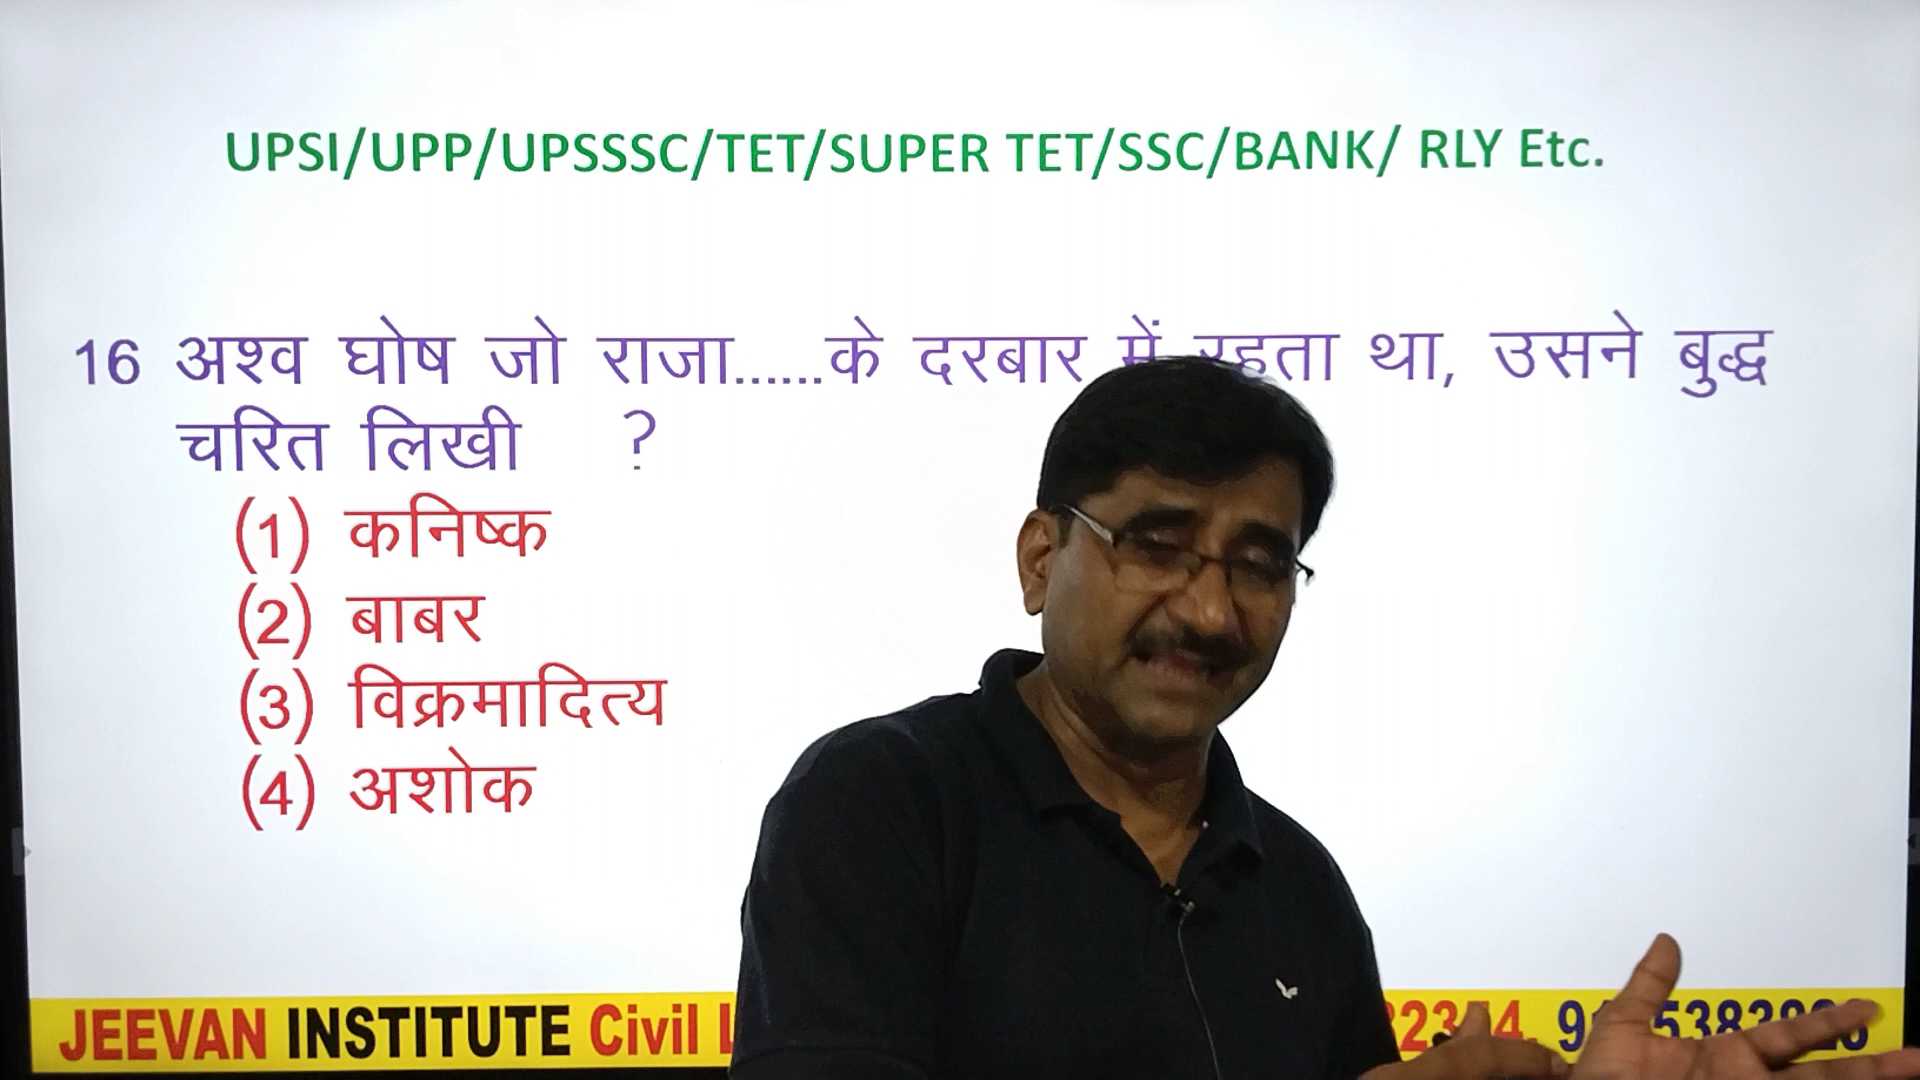 UPSI/UPP/UPSSSC/TET/SUPER TET/SSC/BANK/ RLY Etc.
16 अश्व घोष जो राजा......के दरबार में रहता था, उसने बुद्ध
चरित लिखी ?
(1) कनिष्क
(2) बाबर
(3) विक्रमादित्य
(4) अशोक
JEEVAN INSTITUTE Civil